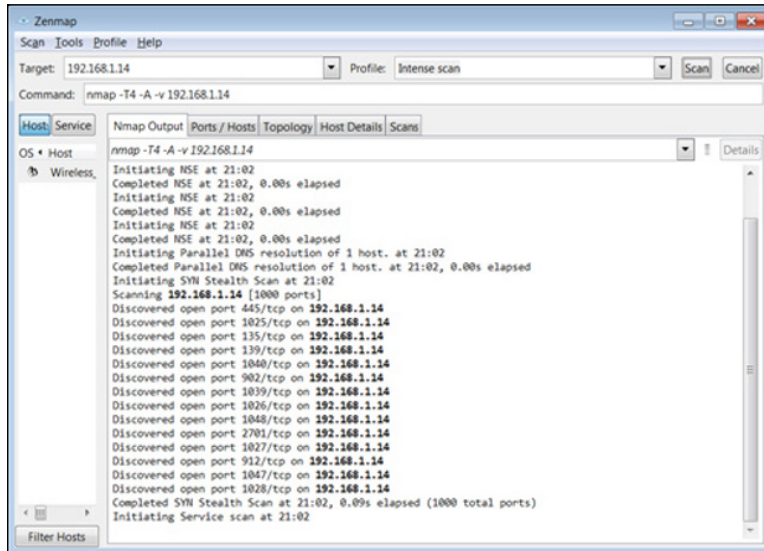 Zenmap
Scan Tools Profile Help
Target: 192.168.1.14 Profile: Intense scan Scan Cancel
Command: nmap -T4 -A -v 192.168.1.14
Host Service Nmap Output Ports / Hosts Topology Host Details Scans
OS Host nmap -T4 -A -v 192.168.1.14 Details
Wireless_
Initiating NSE at 21:02
Completed NSE at 21:02, 0.00s elapsed
Initiating NSE at 21:02
Completed NSE at 21:02, 0.00s elapsed
Initiating NSE at 21:02
Completed NSE at 21:02, 0.00s elapsed
Initiating Parallel DNS resolution of 1 host. at 21:02
Completed Parallel DNS resolution of 1 host. at 21:02, 0.00s elapsed
Initiating SYN Stealth Scan at 21:02
Scanning 192.168.1.14 [1000 ports]
Discovered open port 445/tcp on 192.168.1.14
Discovered open port 1025/tcp on 192.168.1.14
Discovered open port 135/tcp on 192.168.1.14
Discovered open port 139/tcp on 192.168.1.14
Discovered open port 1040/tcp on 192.168.1.14
Discovered open port 902/tcp on 192.168.1.14
Discovered open port 1039/tcp on 192.168.1.14
Discovered open port 1026/tcp on 192.168.1.14
Discovered open port 1048/tcp on 192.168.1.14
Discovered open port 2701/tcp on 192.168.1.14
Discovered open port 1027/tcp on 192.168.1.14
Discovered open port 912/tcp on 192.168.1.14
Discovered open port 1047/tcp on 192.168.1.14
Discovered open port 1028/tcp on 192.168.1.14
Completed SYN Stealth Scan at 21:02, 0.09s elapsed (1000 total ports)
Initiating Service scan at 21:02
Filter Hosts